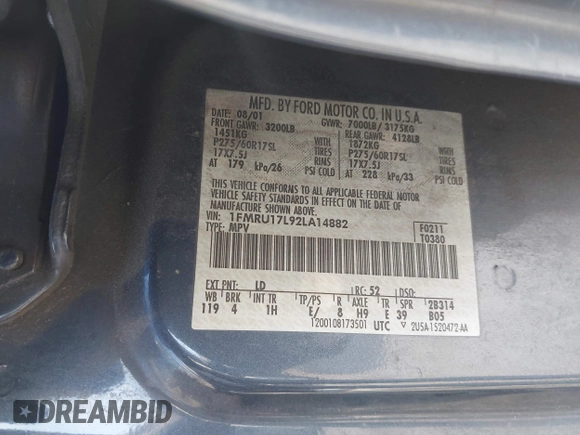 MFD. BY FORD MOTOR CO. IN U.S.A.
DATE: 08/01 GVWR: 7000LB/ 3175KG
FRONT GAWR: 3200LB REAR GAWR: 4128LB
1451KG WITH 1872KG WITH
P275/60R17SL TIRES P275/60R17SL TIRES
17X7.5J RIMS 17X7.5J RIMS
AT 179 kPa/26 PSI COLD AT 228 kPa/33 PSI COLD
THIS VEHICLE CONFORMS TO ALL APPLICABLE FEDERAL MOTOR
VEHICLE SAFETY STANDARDS IN EFFECT ON THE DATE OF
MANUFACTURE SHOWN ABOVE.
VIN: 1FMRU17L92LA14882 F0211
TYPE: MPV T0380
EXT PNT: LD RC: 52 DSO:
WB BRK INT TR TP/PS R AXLE TR SPR 2B314
119 4 1H E/ 8 H9 E 39 B05
1200108173501 UTC 2USA-1520472-AA
DREAMBID